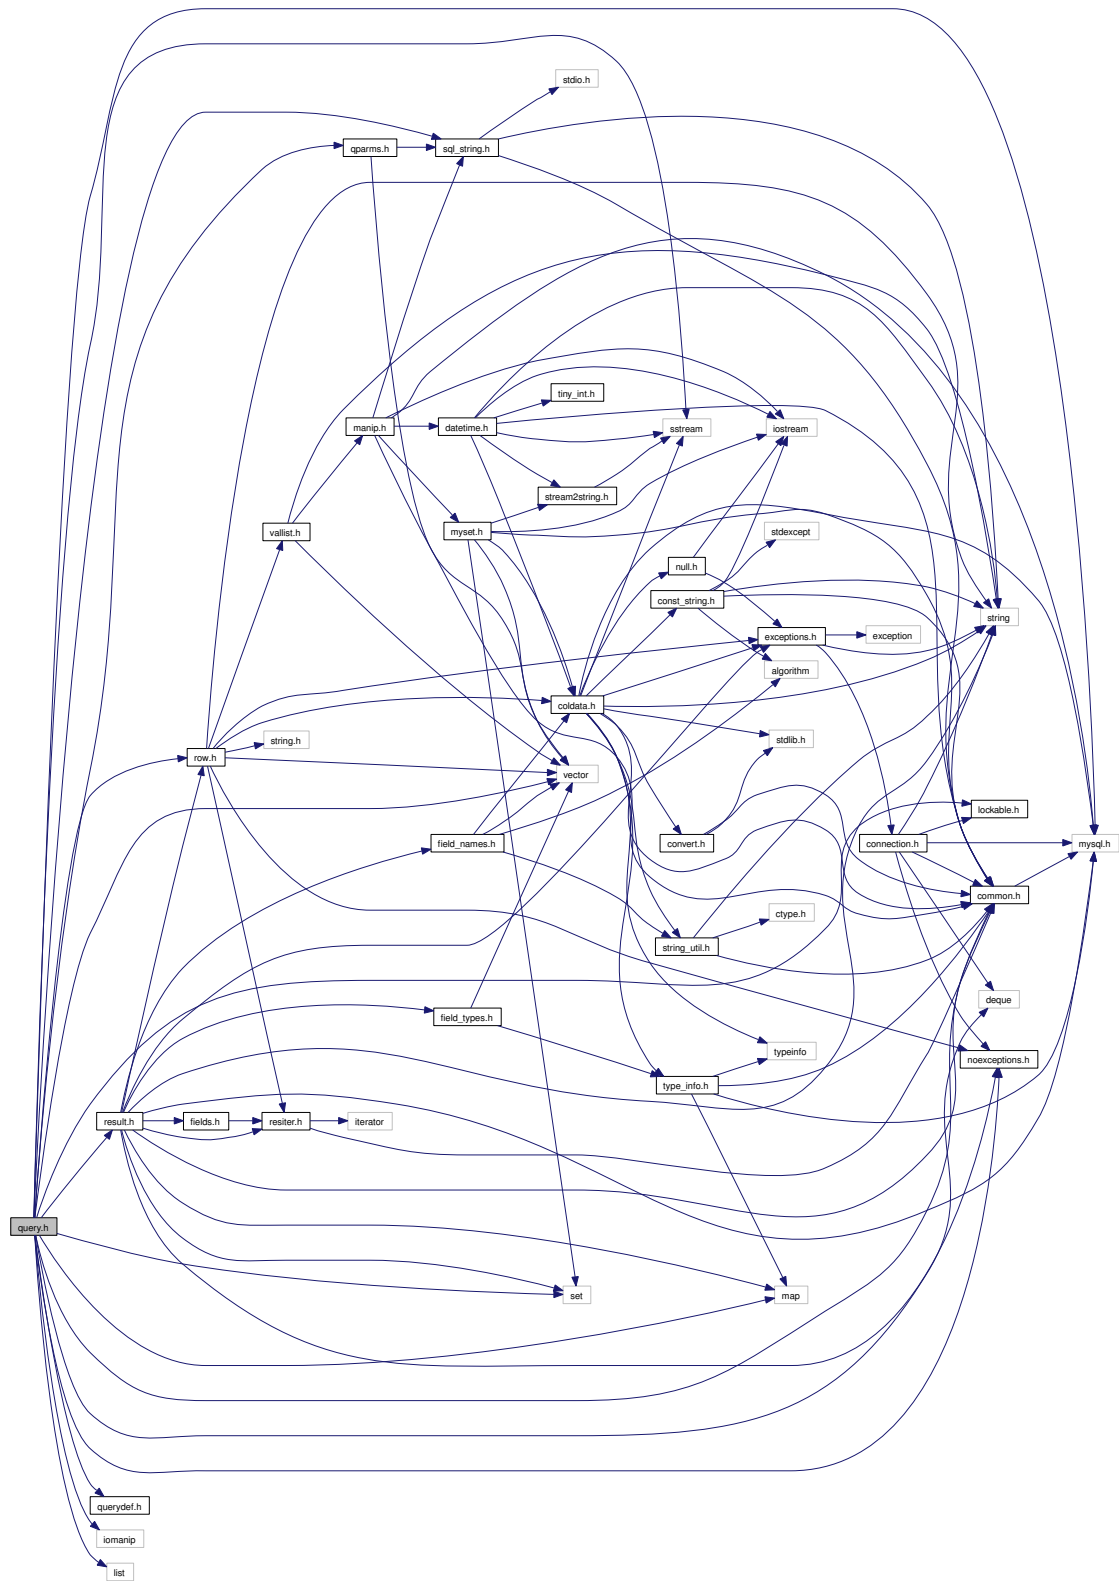 stdio.h
qparms.h
sql_string.h
tiny_int.h
manip.h
datetime.h
sstream
iostream
stream2string.h
vallist.h
myset.h
stdexcept
null.h
const_string.h
string
exceptions.h
exception
algorithm
coldata.h
string.h
stdlib.h
row.h
vector
lockable.h
field_names.h
convert.h
connection.h
mysql.h
common.h
ctype.h
string_util.h
deque
field_types.h
typeinfo
noexceptions.h
type_info.h
result.h
fields.h
resiter.h
iterator
query.h
set
map
querydef.h
iomanip
list